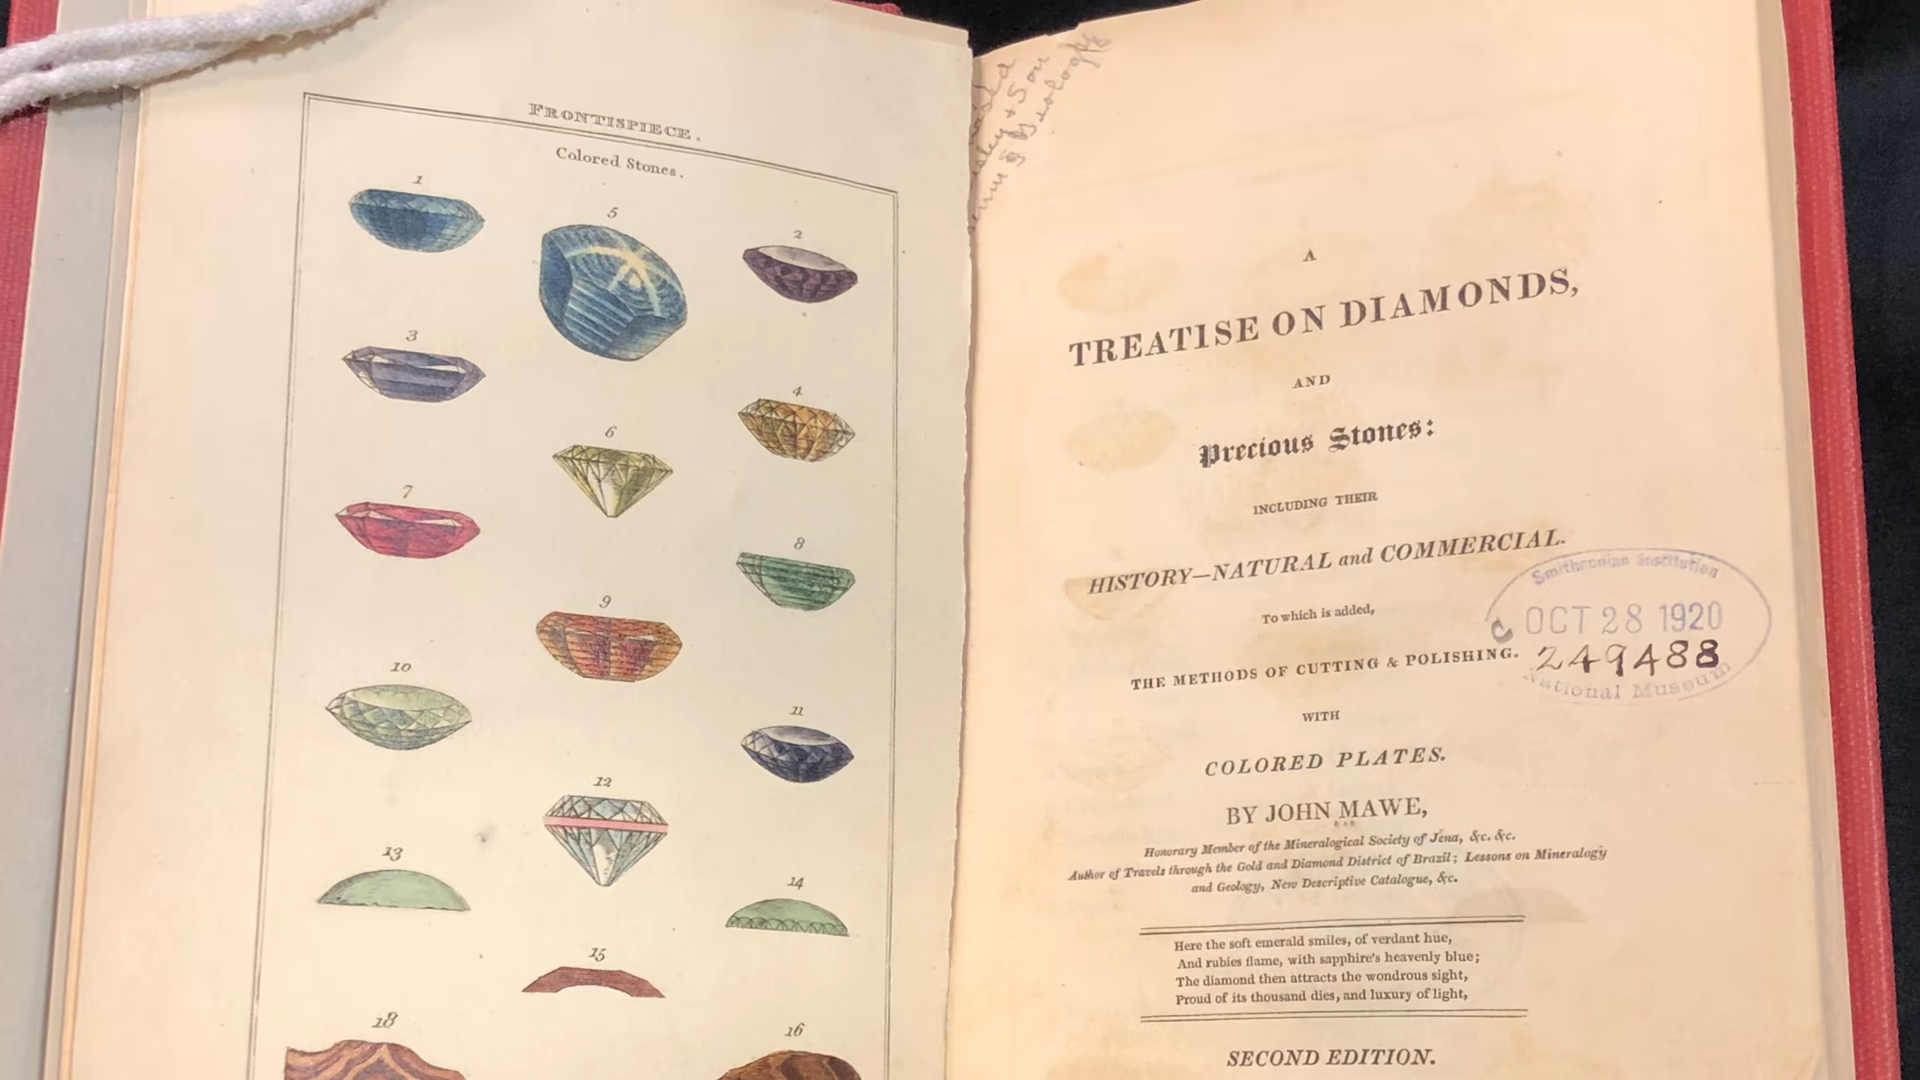 FRONTISPIECE.
Colored Stones.
1
5
2
3
4
6
7
8
9
10
11
12
13
14
15
18
16
5 on
Geology
A
TREATISE ON DIAMONDS,
AND
Precious Stones:
INCLUDING THEIR
HISTORY—NATURAL and COMMERCIAL.
To which is added,
THE METHODS OF CUTTING & POLISHING.
WITH
COLORED PLATES.
BY JOHN MAWE,
Honorary Member of the Mineralogical Society of Jena, &c. &c.
Author of Travels through the Gold and Diamond District of Brazil; Lessons on Mineralogy
and Geology, New Descriptive Catalogue, &c.
Here the soft emerald smiles, of verdant hue,
And rubies flame, with sapphire's heavenly blue;
The diamond then attracts the wondrous sight,
Proud of its thousand dies, and luxury of light,
SECOND EDITION.
Smithsonian Institution
OCT 28 1920
249488
National Museum